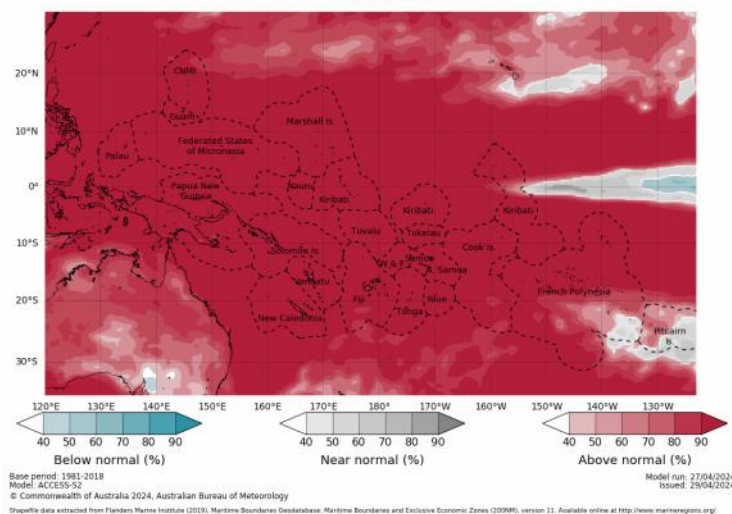 20°N
10°N
0°
10°S
20°S
30°S
CNMI
Guam
Marshall Is.
Federated States
of Micronesia
Palau
Papua New
Guinea
Nauru
Kiribati
Kiribati
Kiribati
Tuvalu
Tokelau
Solomon Is.
Cook Is.
W & F
Samoa
A. Samoa
Vanuatu
Fiji
French Polynesia
Niue
Tonga
New Caledonia
Pitcairn
Is.
120°E 130°E 140°E 150°E 160°E 170°E 180° 170°W 160°W 150°W 140°W 130°W
40 50 60 70 80 90
Below normal (%)
40 50 60 70 80 90
Near normal (%)
40 50 60 70 80 90
Above normal (%)
Base period: 1981-2018
Model: ACCESS-S2
© Commonwealth of Australia 2024, Australian Bureau of Meteorology
Model run: 27/04/2024
Issued: 29/04/2024
Shapefile data extracted from Flanders Marine Institute (2019). Maritime Boundaries Geodatabase: Maritime Boundaries and Exclusive Economic Zones (200NM), version 11. Available online at http://www.marineregions.org/